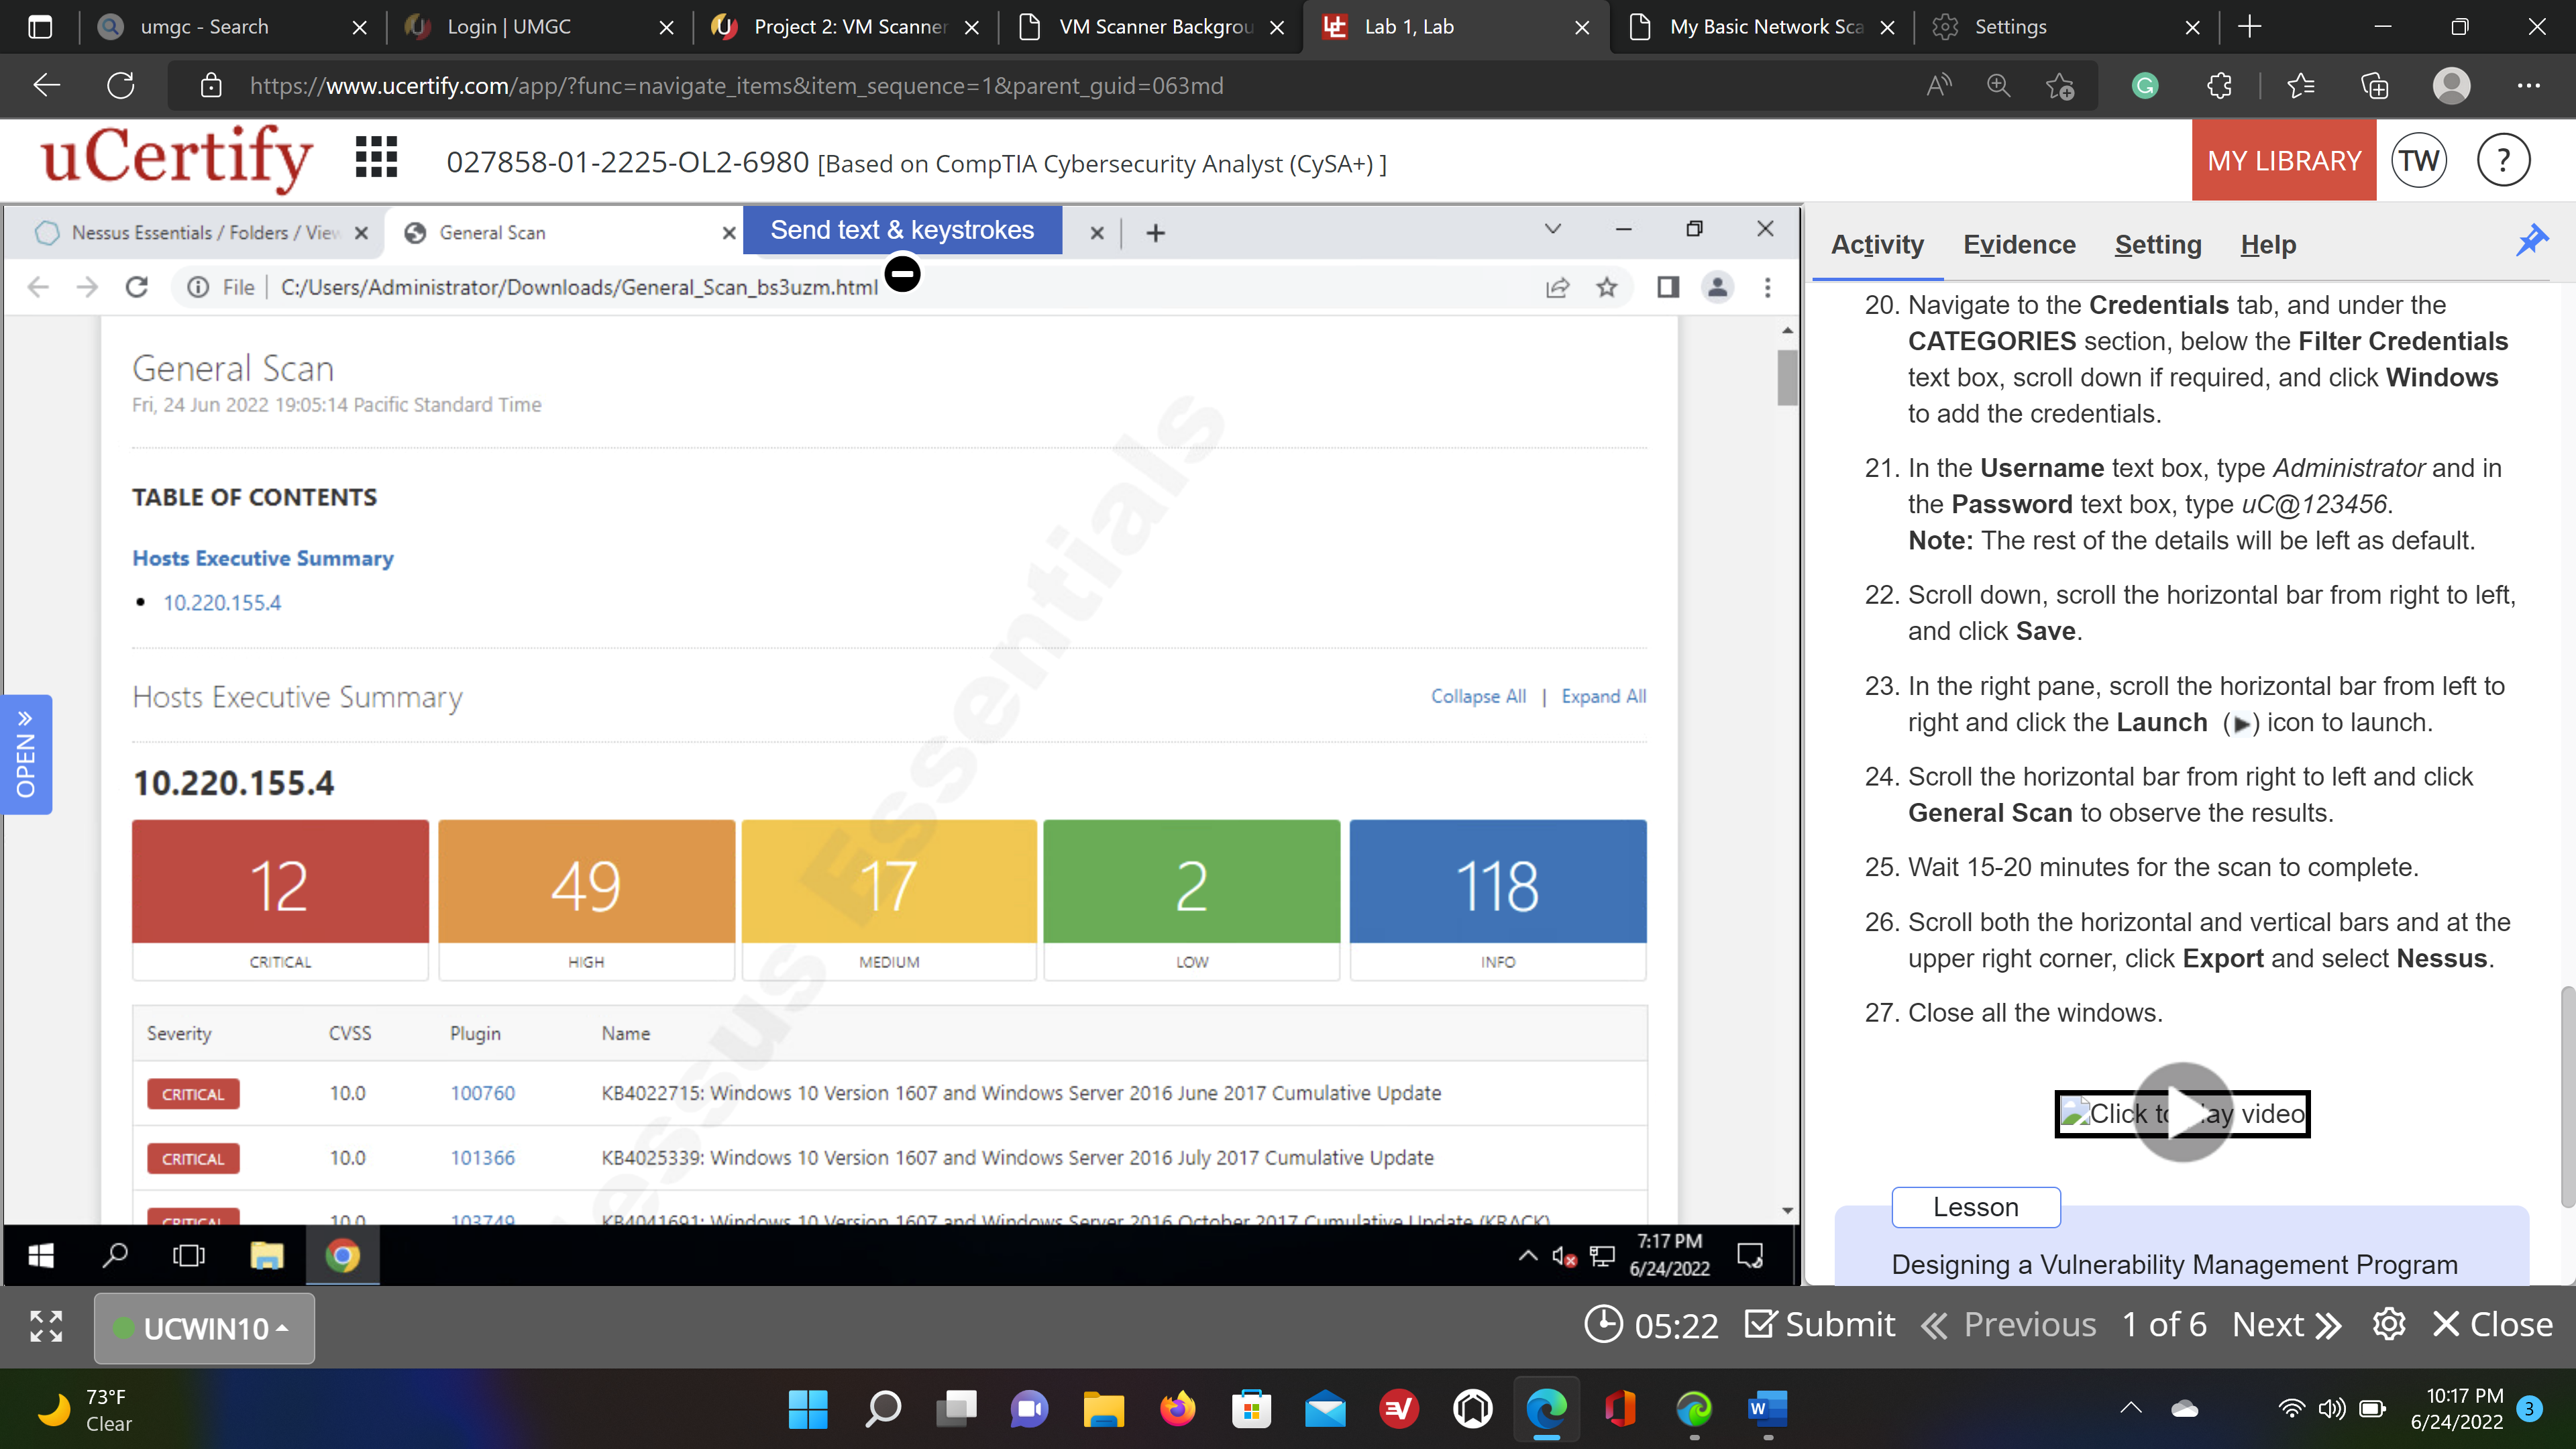 umgc - Search
Login | UMGC
Project 2: VM Scanner
VM Scanner Backgrou
Lab 1, Lab
My Basic Network Sca
Settings
https://www.ucertify.com/app/?func=navigate_items&item_sequence=1&parent_guid=063md
uCertify
027858-01-2225-OL2-6980 [Based on CompTIA Cybersecurity Analyst (CySA+) ]
MY LIBRARY
TW
?
Nessus Essentials / Folders / View
General Scan
Send text & keystrokes
File
C:/Users/Administrator/Downloads/General_Scan_bs3uzm.html
General Scan
Fri, 24 Jun 2022 19:05:14 Pacific Standard Time
TABLE OF CONTENTS
Hosts Executive Summary
• 10.220.155.4
Hosts Executive Summary
Collapse All | Expand All
10.220.155.4
12 49 17 2 118
CRITICAL HIGH MEDIUM LOW INFO
Severity CVSS Plugin Name
CRITICAL 10.0 100760 KB4022715: Windows 10 Version 1607 and Windows Server 2016 June 2017 Cumulative Update
CRITICAL 10.0 101366 KB4025339: Windows 10 Version 1607 and Windows Server 2016 July 2017 Cumulative Update
CRITICAL 10.0 103749 KB4041691: Windows 10 Version 1607 and Windows Server 2016 October 2017 Cumulative Update (KRACK)
essus Essentials
OPEN
7:17 PM
6/24/2022
Activity Evidence Setting Help
20. Navigate to the Credentials tab, and under the
CATEGORIES section, below the Filter Credentials
text box, scroll down if required, and click Windows
to add the credentials.
21. In the Username text box, type Administrator and in
the Password text box, type uC@123456.
Note: The rest of the details will be left as default.
22. Scroll down, scroll the horizontal bar from right to left,
and click Save.
23. In the right pane, scroll the horizontal bar from left to
right and click the Launch (▶) icon to launch.
24. Scroll the horizontal bar from right to left and click
General Scan to observe the results.
25. Wait 15-20 minutes for the scan to complete.
26. Scroll both the horizontal and vertical bars and at the
upper right corner, click Export and select Nessus.
27. Close all the windows.
Click to ay video
Lesson
Designing a Vulnerability Management Program
UCWIN10
05:22
Submit
Previous
1 of 6
Next
Close
73°F
Clear
10:17 PM
6/24/2022
3